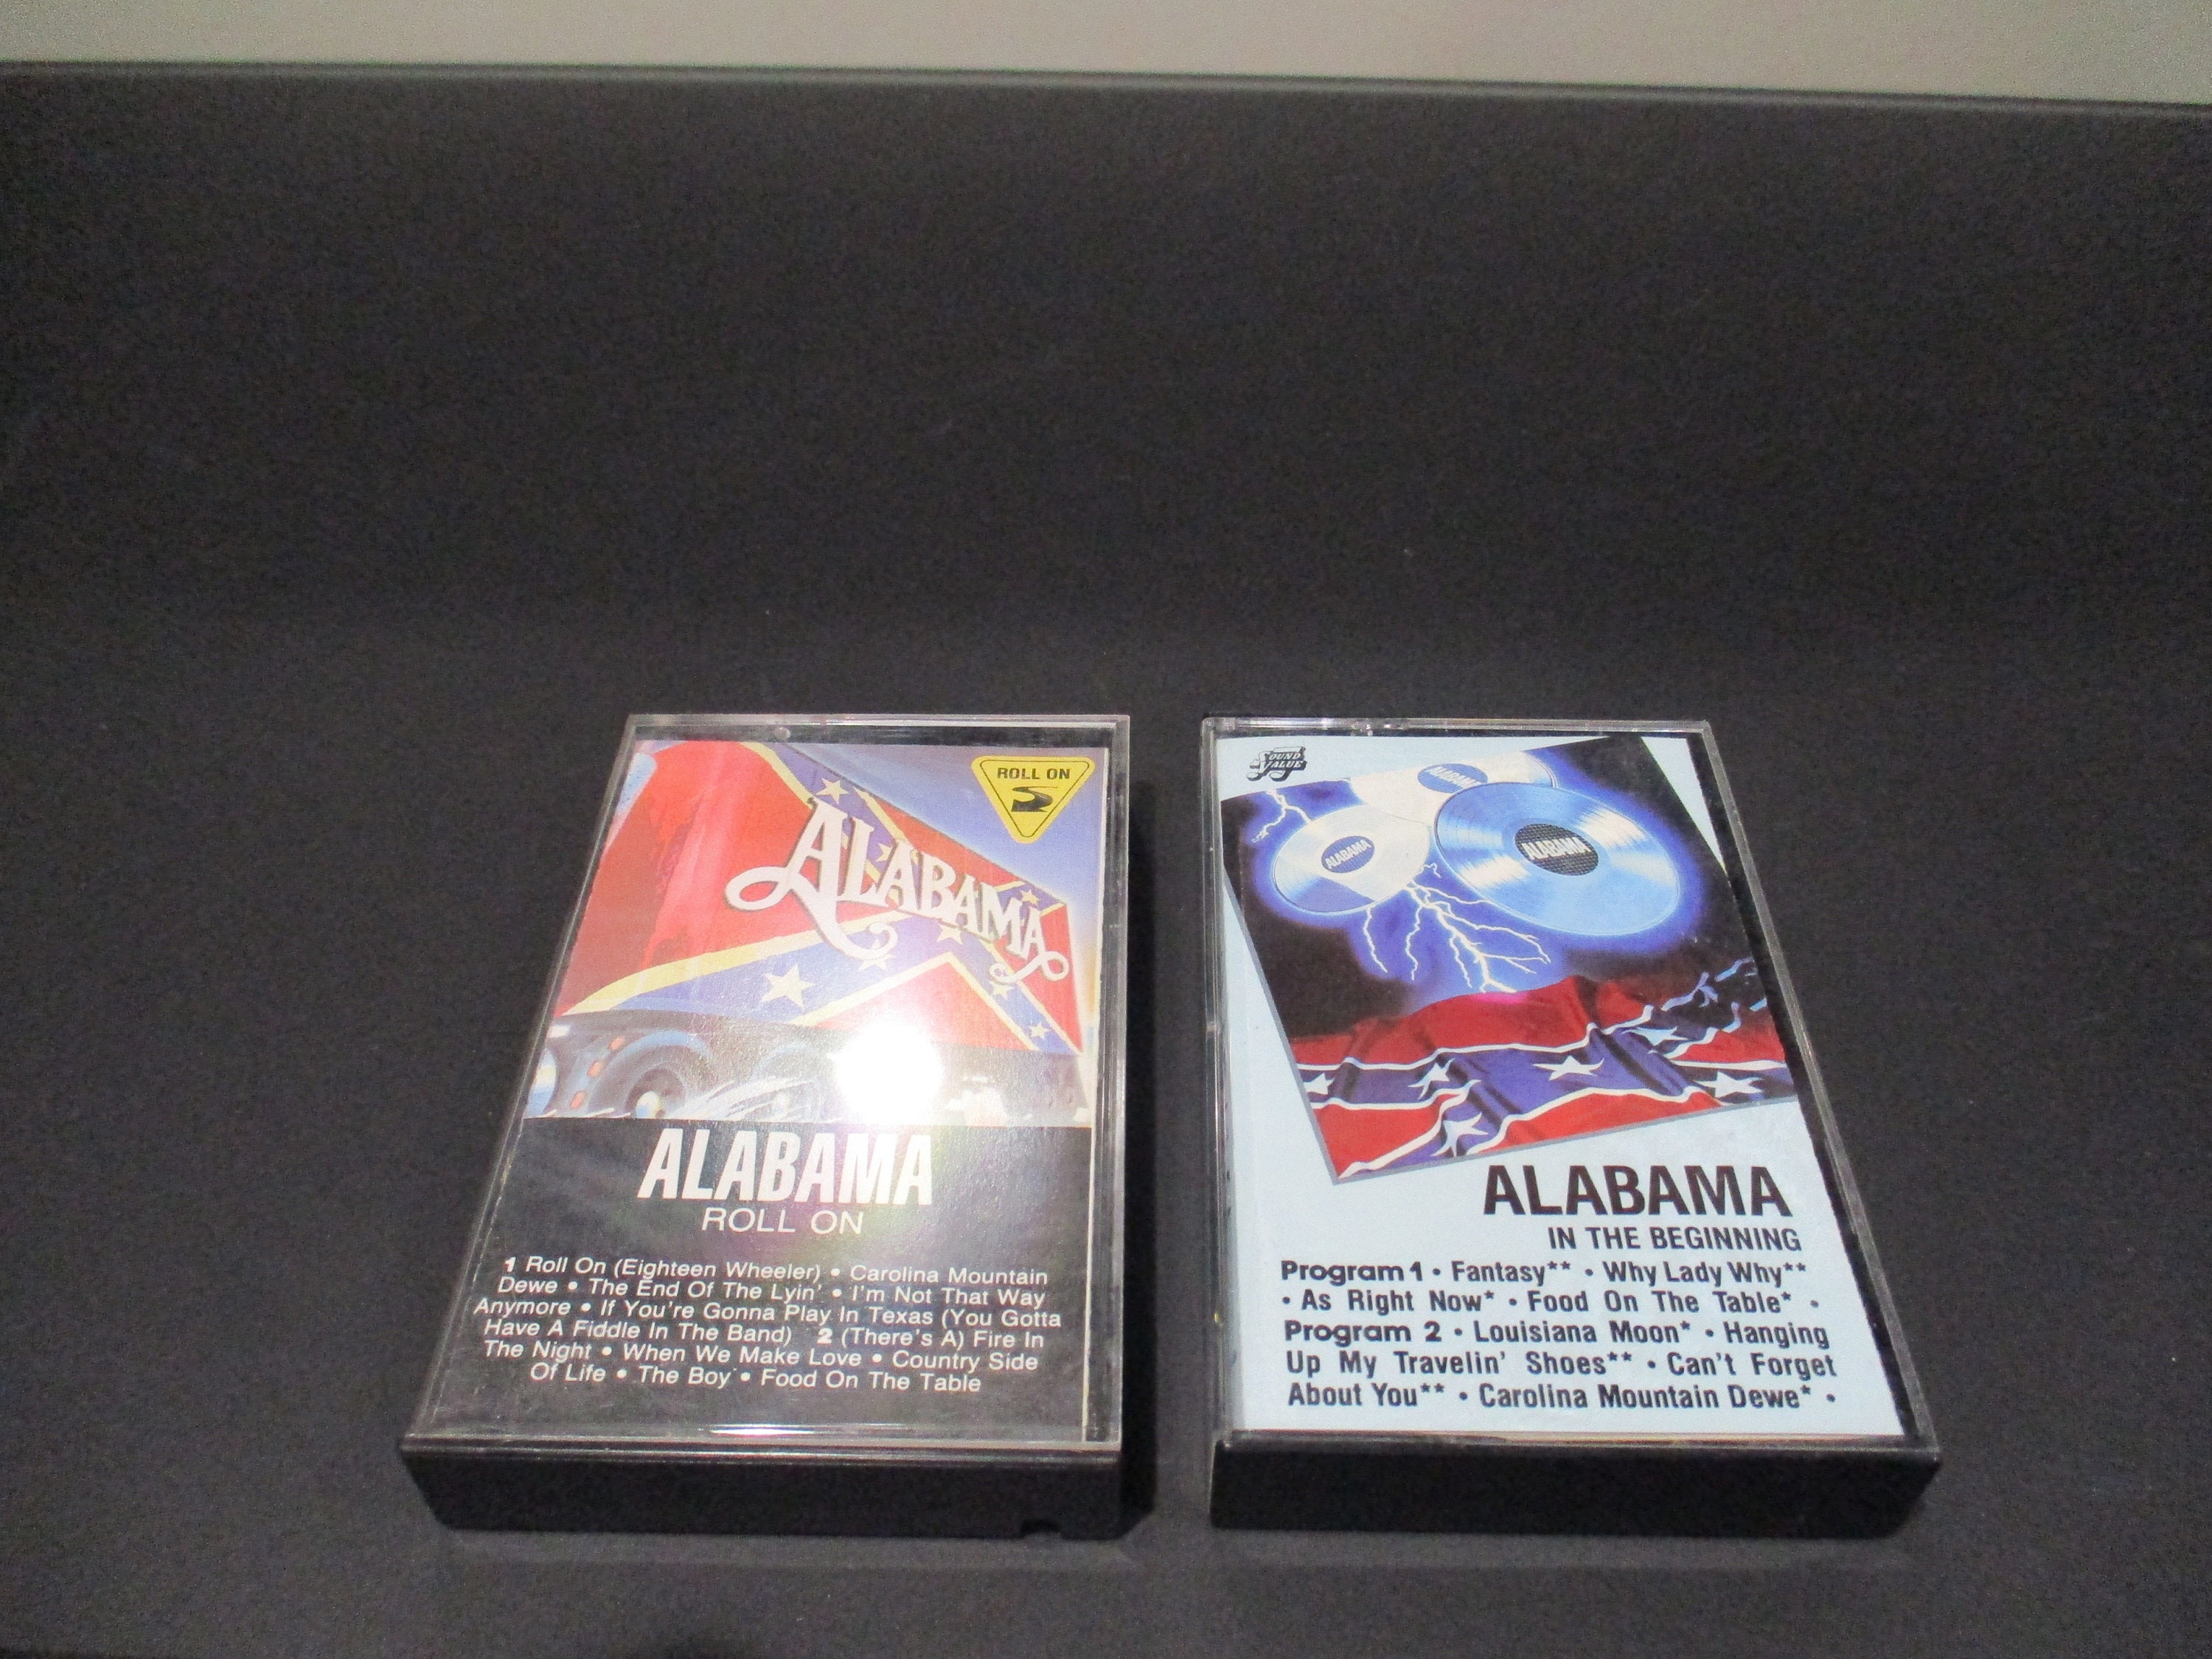 ROLL ON
ALABAMA
ALABAMA
ROLL ON
1 Roll On (Eighteen Wheeler) • Carolina Mountain
Dewe • The End Of The Lyin' • I'm Not That Way
Anymore • If You're Gonna Play In Texas (You Gotta
Have A Fiddle In The Band) 2 (There's A) Fire In
The Night • When We Make Love • Country Side
Of Life • The Boy • Food On The Table
SOUND
VALUE
ALABAMA
ALABAMA
ALABAMA
ALABAMA
IN THE BEGINNING
Program 1 • Fantasy** • Why Lady Why**
• As Right Now* • Food On The Table* •
Program 2 • Louisiana Moon* • Hanging
Up My Travelin' Shoes** • Can't Forget
About You** • Carolina Mountain Dewe* •